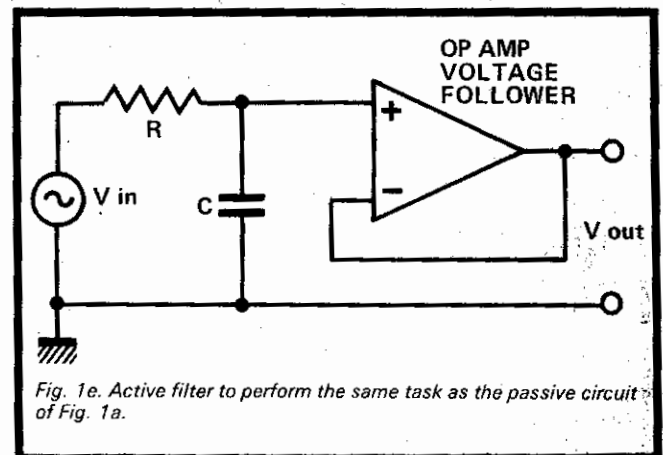 OP AMP
VOLTAGE
FOLLOWER
R
+
V in
C
−
V out
Fig. 1e. Active filter to perform the same task as the passive circuit
of Fig. 1a.